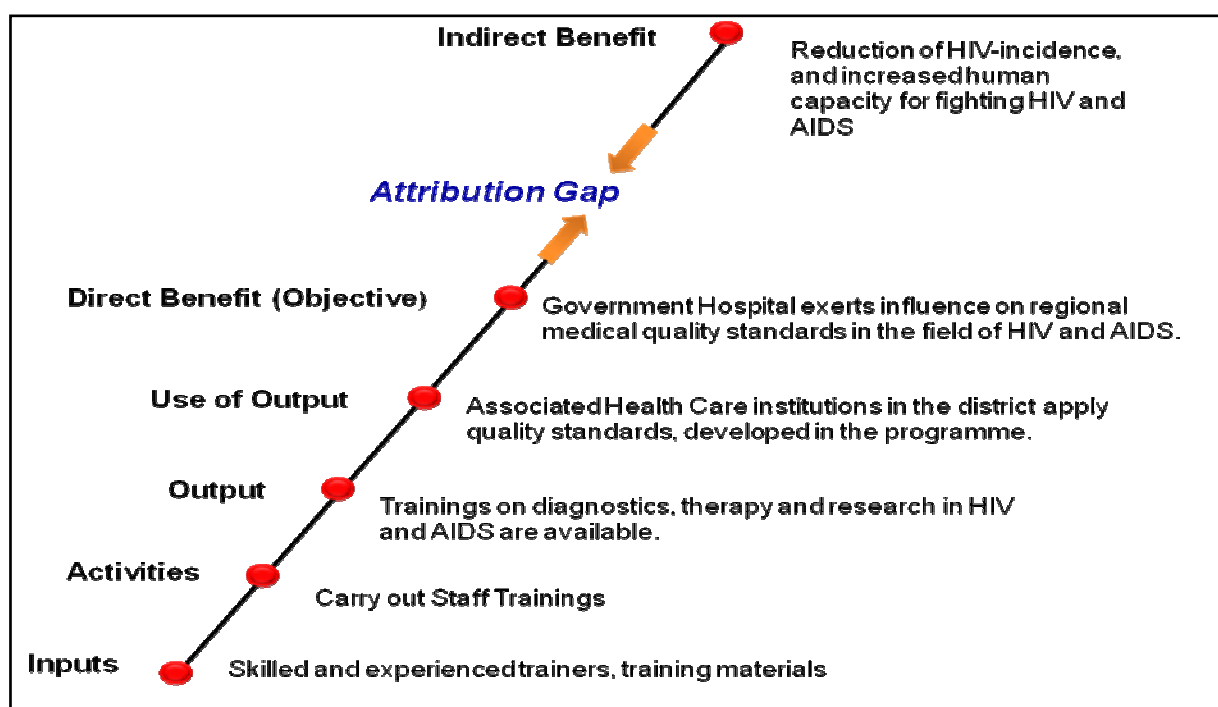 Indirect Benefit
Reduction of HIV-incidence,
and increased human
capacity for fighting HIV and
AIDS
Attribution Gap
Direct Benefit (Objective)
Government Hospital exerts influence on regional
medical quality standards in the field of HIV and AIDS.
Use of Output
Associated Health Care institutions in the district apply
quality standards, developed in the programme.
Output
Trainings on diagnostics, therapy and research in HIV
and AIDS are available.
Activities
Carry out Staff Trainings
Inputs
Skilled and experienced trainers, training materials